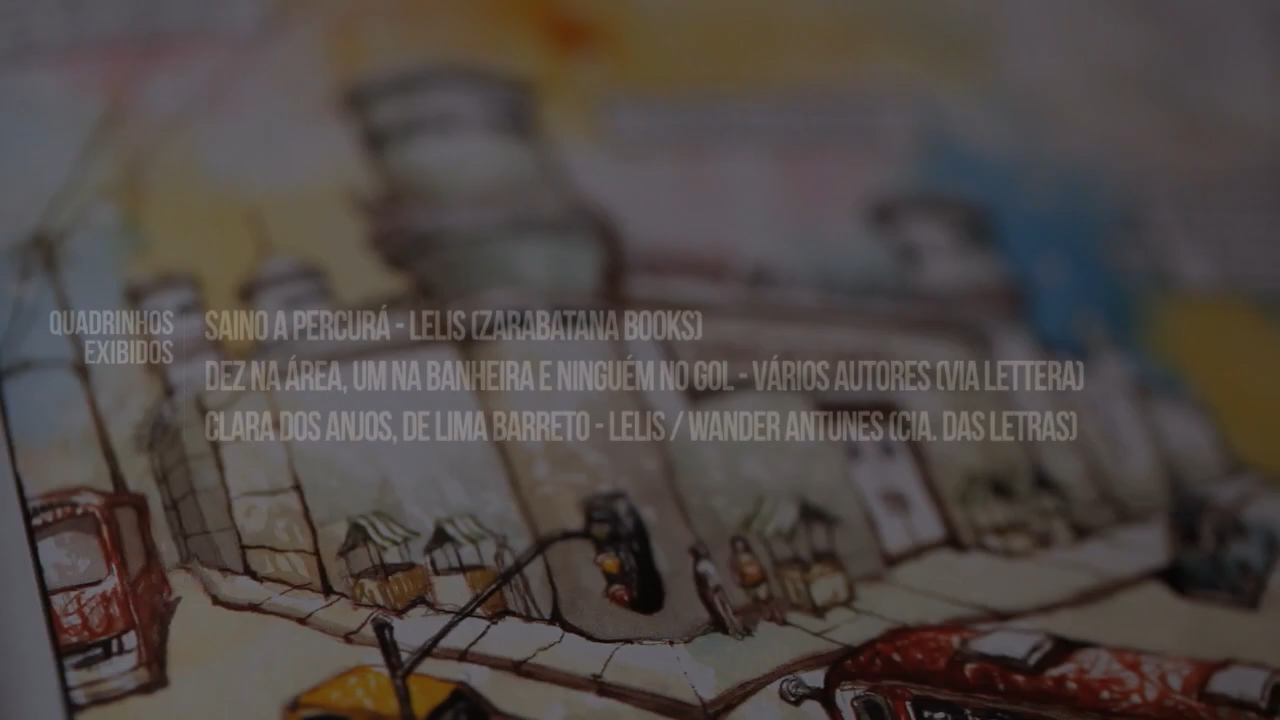 QUADRINHOS
EXIBIDOS
SAINO A PERCURÁ - LELIS (ZARABATANA BOOKS)
DEZ NA ÁREA, UM NA BANHEIRA E NINGUÉM NO GOL - VÁRIOS AUTORES (VIA LETTERA)
CLARA DOS ANJOS, DE LIMA BARRETO - LELIS / WANDER ANTUNES (CIA. DAS LETRAS)